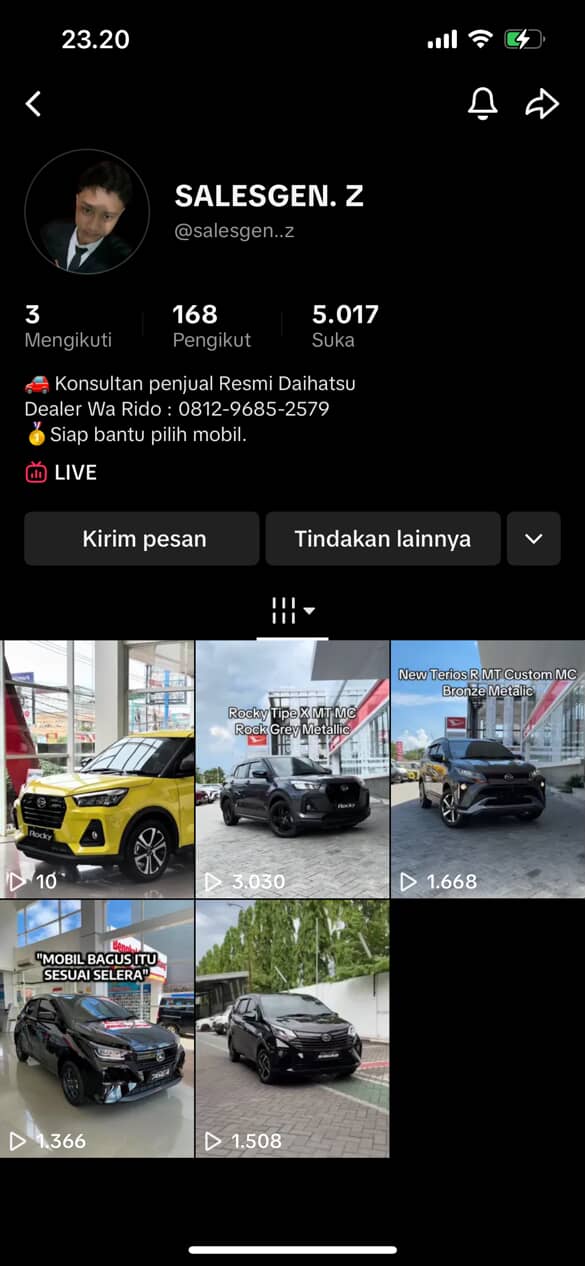 23.20
SALESGEN. Z
@salesgen..z
3
Mengikuti
168
Pengikut
5.017
Suka
🚗 Konsultan penjual Resmi Daihatsu
Dealer Wa Rido : 0812-9685-2579
🏅Siap bantu pilih mobil.
LIVE
Kirim pesan
Tindakan lainnya
Rocky
10
Rocky Tipe X MT MC
Rock Grey Metallic
Rocky
3.030
New Terios R MT Custom MC
Bronze Metalic
1.668
"MOBIL BAGUS ITU
SESUAI SELERA"
1.366
1.508